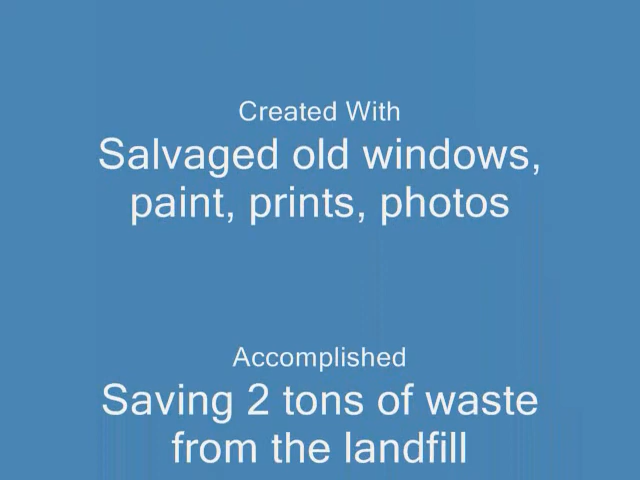 Created With
Salvaged old windows,
paint, prints, photos
Accomplished
Saving 2 tons of waste
from the landfill